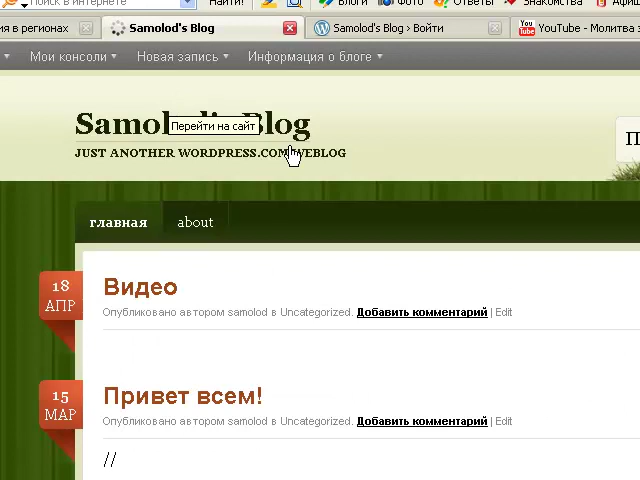 Поиск в интернете
Найти!
Блоги
Фото
Ответы
Знакомства
в регионах
Samolod's Blog
Samolod's Blog › Войти
YouTube - Молитва
Мои консоли
Новая запись
Информация о блоге
Samolod's Blog
Перейти на сайт
JUST ANOTHER WORDPRESS.COM WEBLOG
главная
about
18
АПР
Видео
Опубликовано автором samolod в Uncategorized. Добавить комментарий | Edit
15
МАР
Привет всем!
Опубликовано автором samolod в Uncategorized. Добавить комментарий | Edit
//